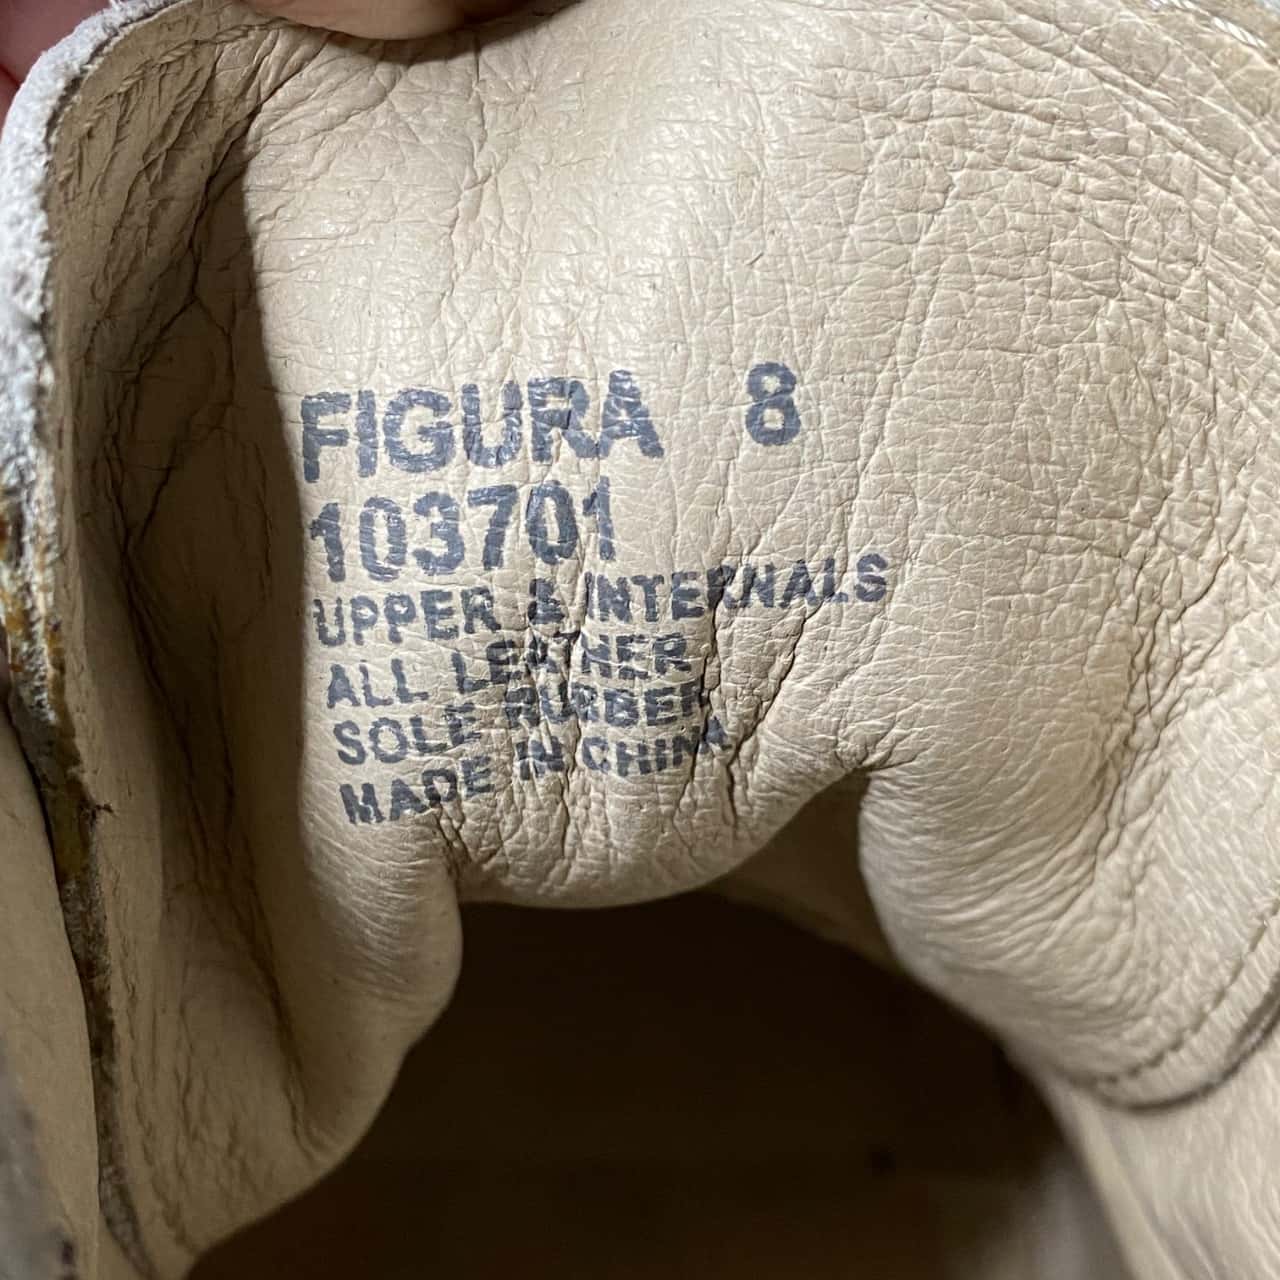 FIGURA 8
103701
UPPER & INTERNALS
ALL LEATHER
SOLE RUBBER
MADE IN CHINA